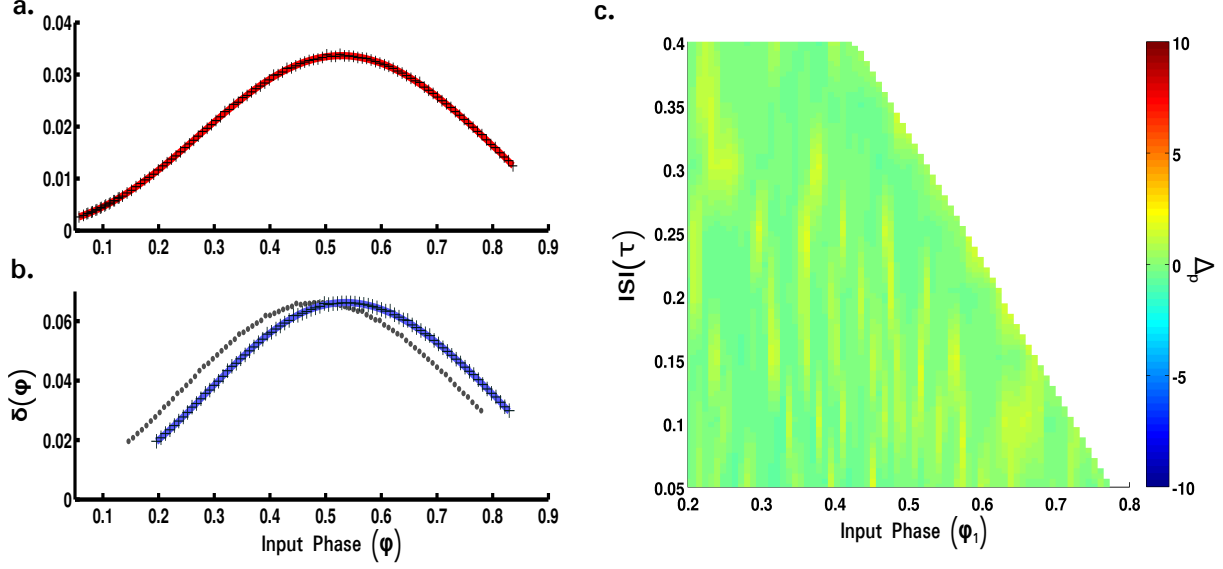 a.
0.04
0.03
0.02
0.01
0
0.1 0.2 0.3 0.4 0.5 0.6 0.7 0.8 0.9
b.
δ(φ)
0.06
0.04
0.02
0
0.1 0.2 0.3 0.4 0.5 0.6 0.7 0.8 0.9
Input Phase (φ)
c.
ISI(τ)
0.4
0.35
0.3
0.25
0.2
0.15
0.1
0.05
0.2 0.3 0.4 0.5 0.6 0.7 0.8
Input Phase (φ₁)
10
5
0
-5
-10
Δp